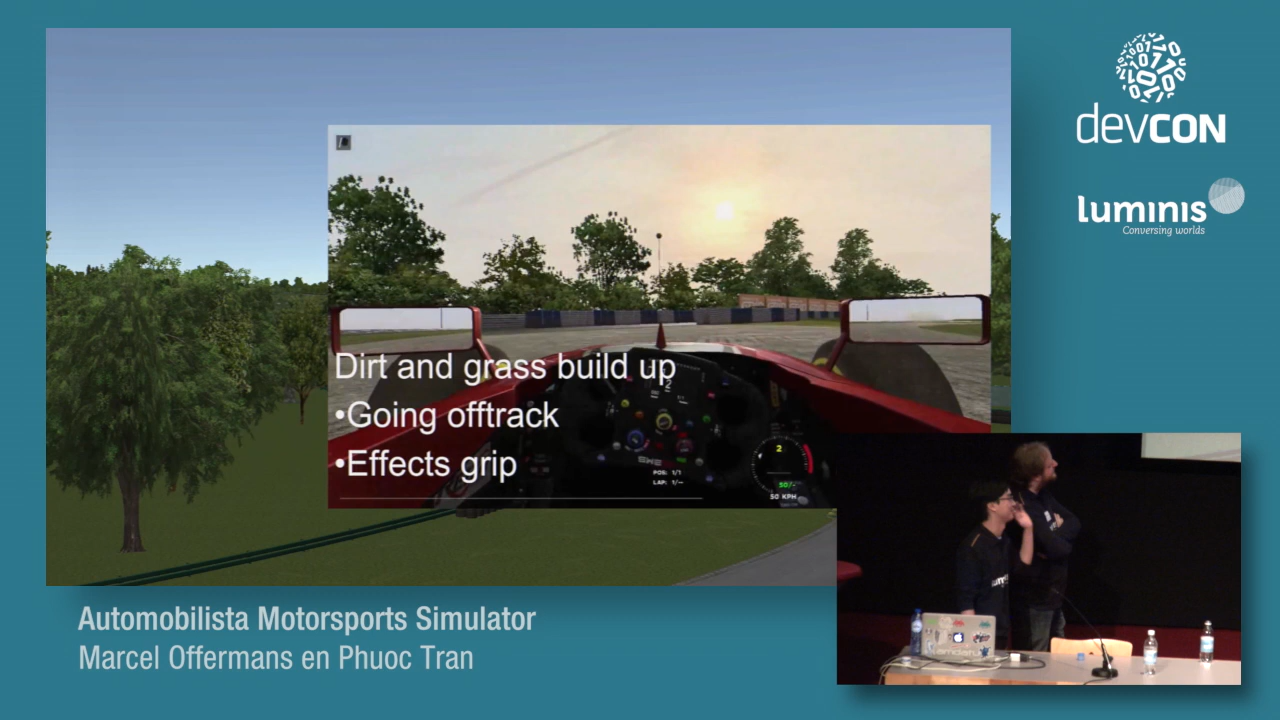 devCON
luminis
Conversing worlds
Dirt and grass build up
•Going offtrack
•Effects grip
2
POS: 1/1
LAP: 1/--
50 KPH
Automobilista Motorsports Simulator
Marcel Offermans en Phuoc Tran